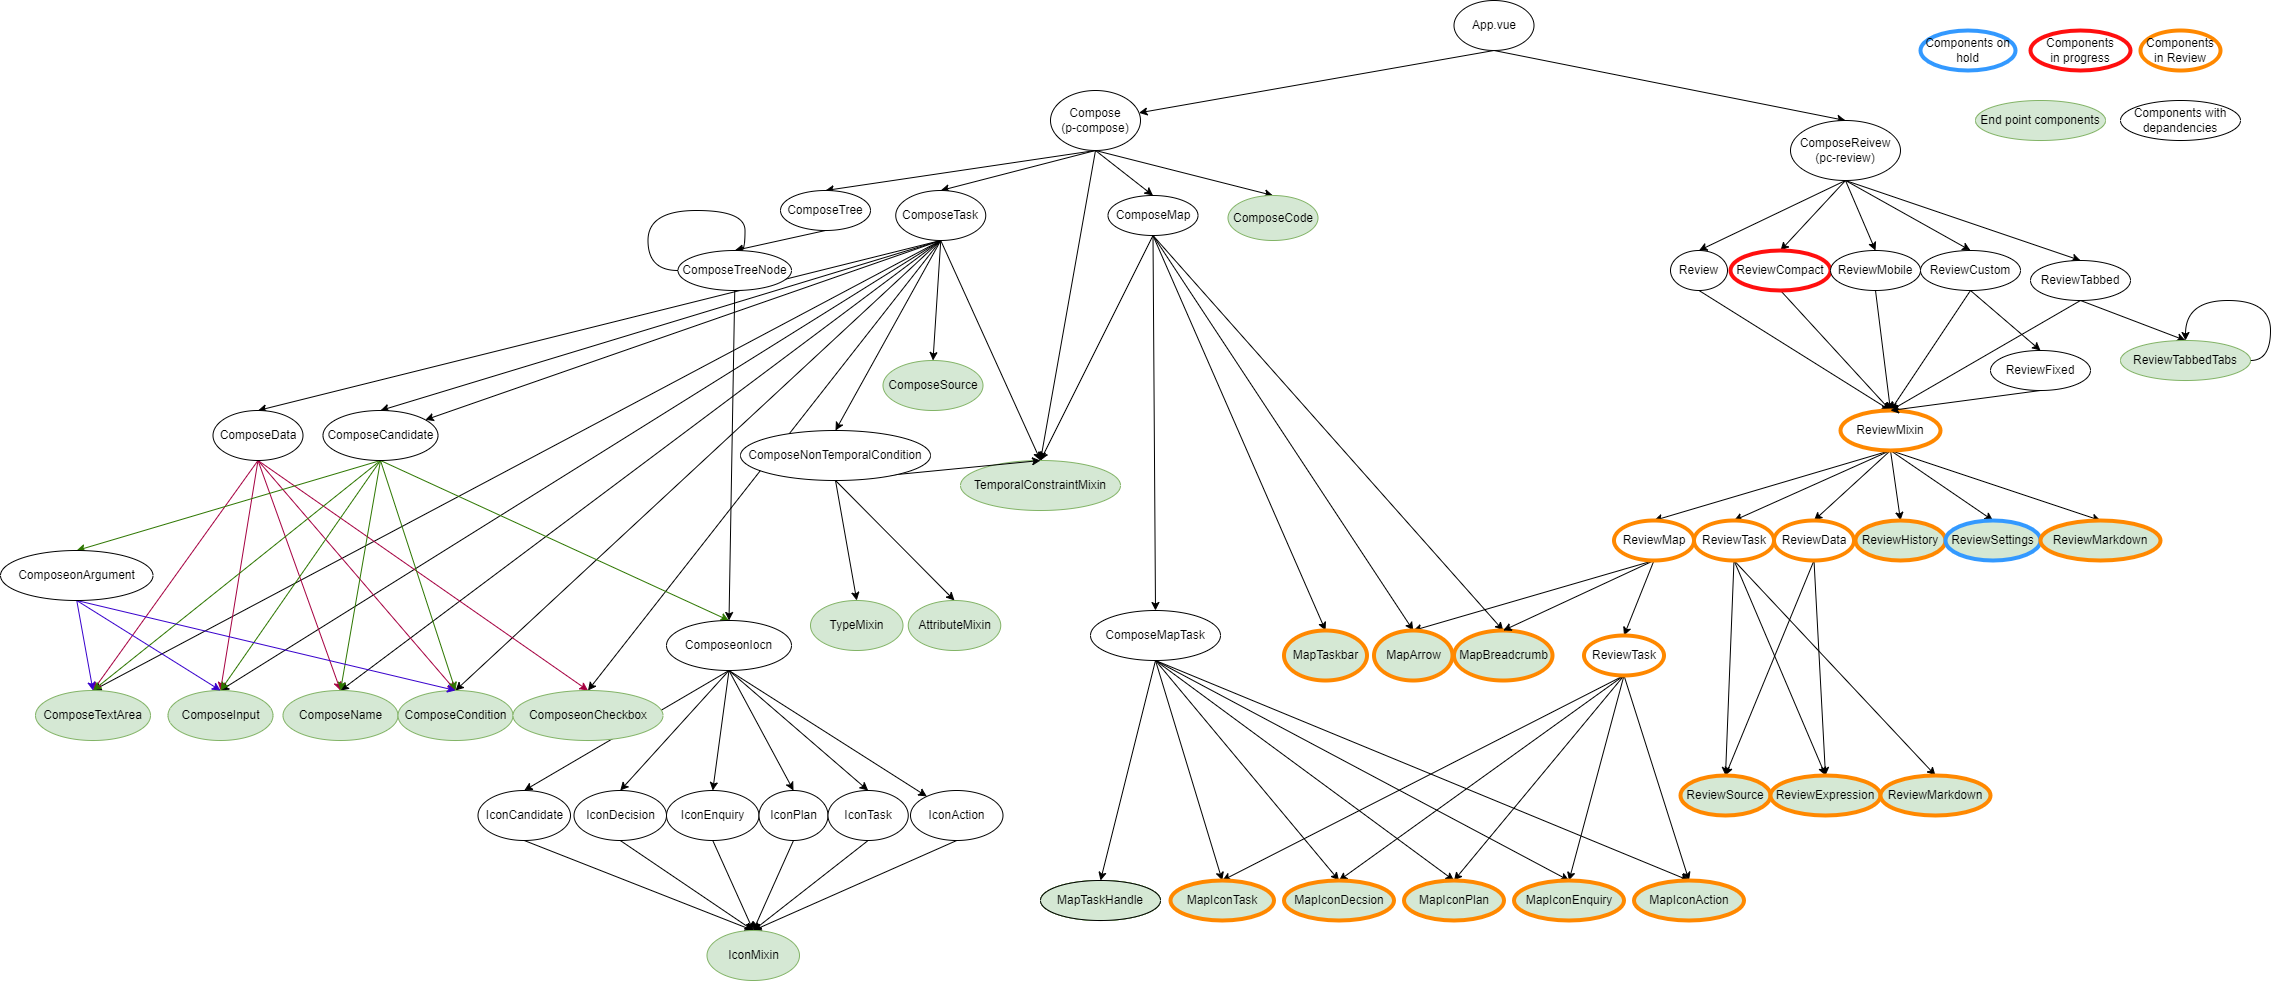 App.vue
Components on
hold
Components
in progress
Components
in Review
End point components
Components with
depandencies
Compose
(p-compose)
ComposeReivew
(pc-review)
ComposeTree
ComposeTask
ComposeMap
ComposeCode
ComposeTreeNode
Review
ReviewCompact
ReviewMobile
ReviewCustom
ReviewTabbed
ReviewTabbedTabs
ReviewFixed
ComposeSource
ComposeData
ComposeCandidate
ComposeNonTemporalCondition
TemporalConstraintMixin
ReviewMixin
ReviewMap
ReviewTask
ReviewData
ReviewHistory
ReviewSettings
ReviewMarkdown
ComposeonArgument
TypeMixin
AttributeMixin
ComposeonIocn
ComposeMapTask
MapTaskbar
MapArrow
MapBreadcrumb
ReviewTask
ComposeTextArea
ComposeInput
ComposeName
ComposeCondition
ComposeonCheckbox
ReviewSource
ReviewExpression
ReviewMarkdown
IconCandidate
IconDecision
IconEnquiry
IconPlan
IconTask
IconAction
MapTaskHandle
MapIconTask
MapIconDecsion
MapIconPlan
MapIconEnquiry
MapIconAction
IconMixin